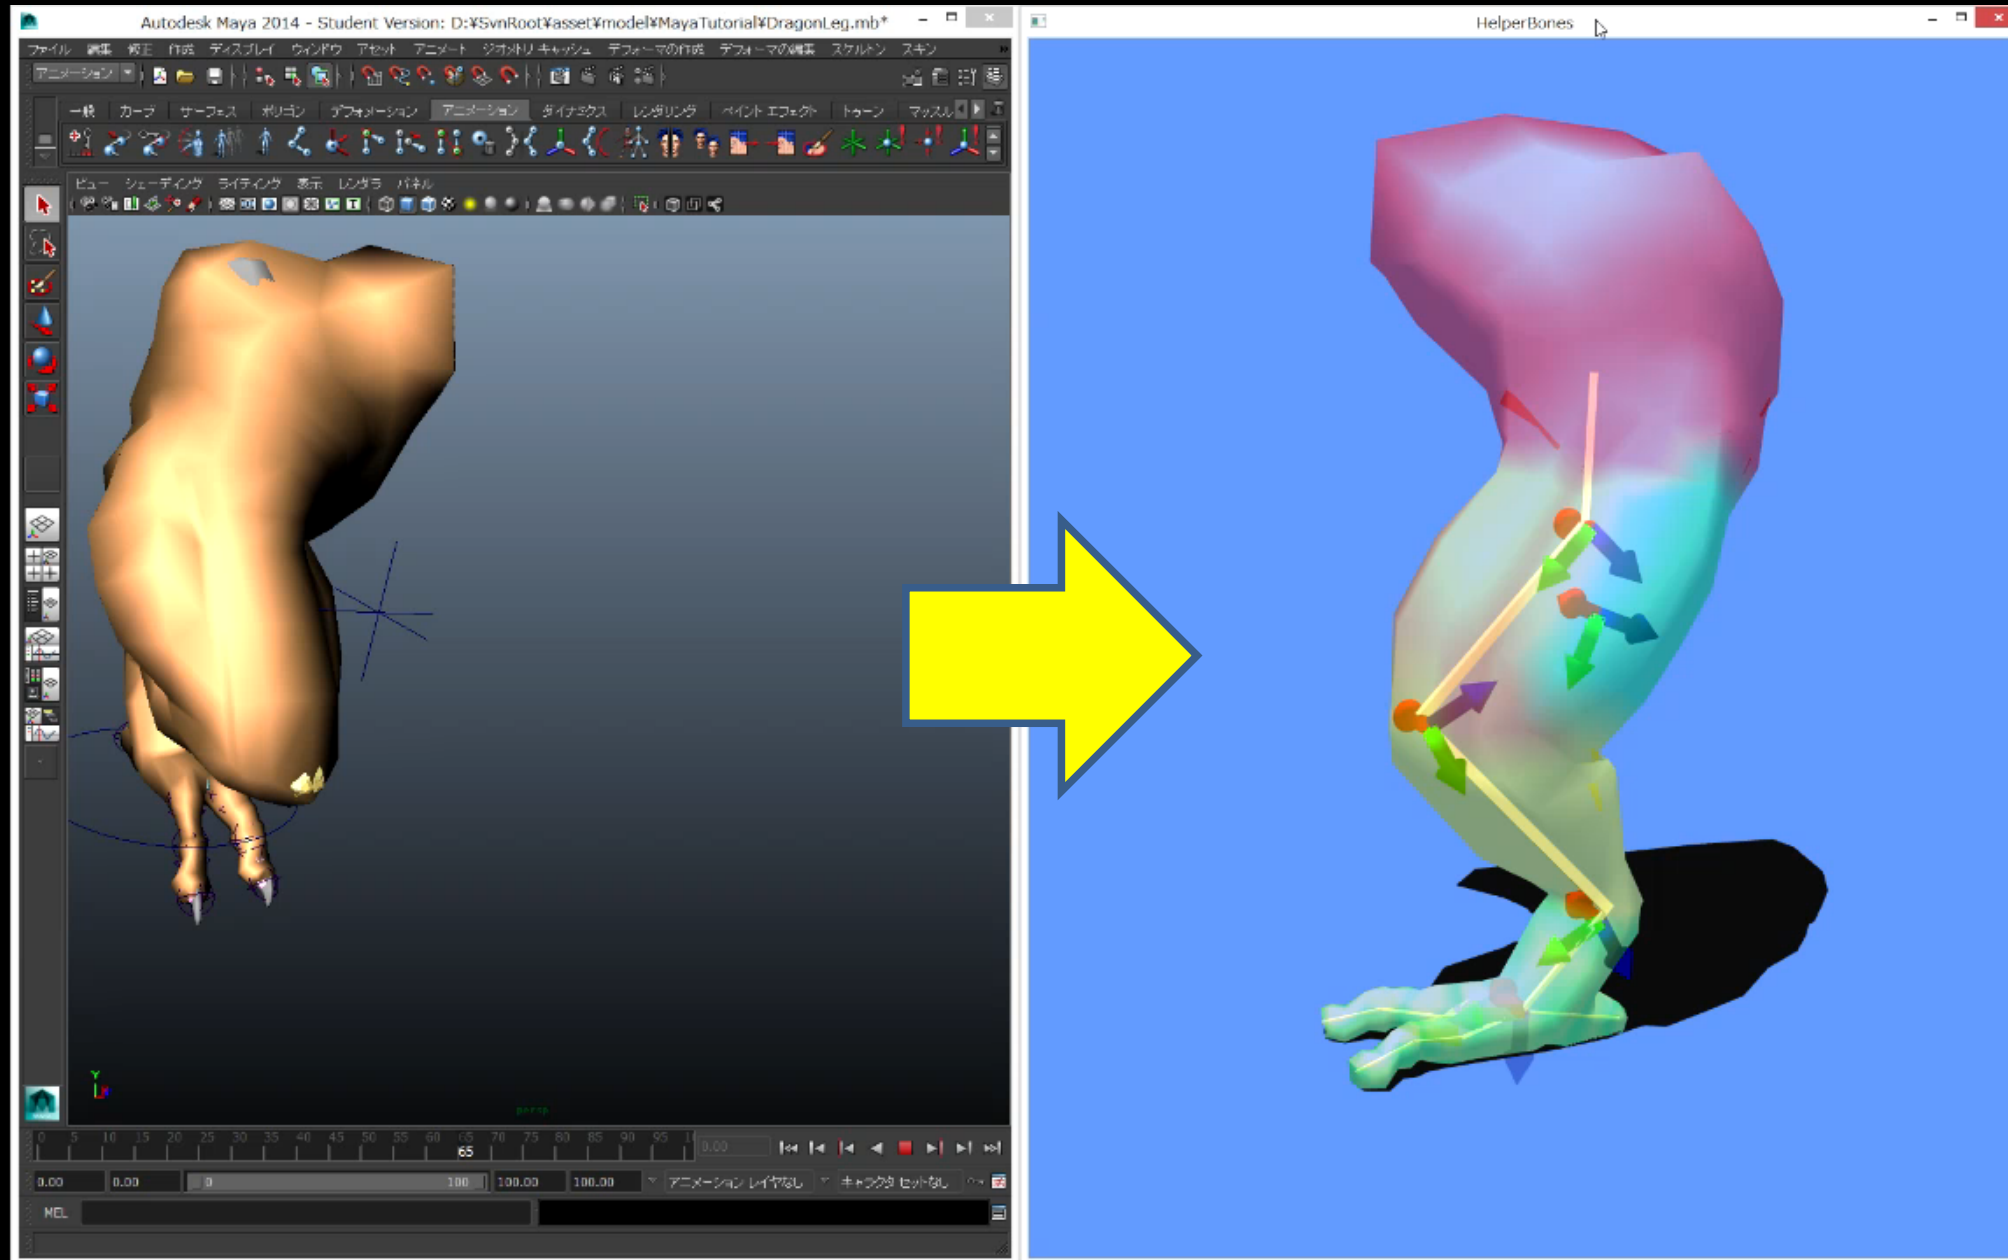 Autodesk Maya 2014 - Student Version: D:¥SvnRoot¥asset¥model¥MayaTutorial¥DragonLeg.mb*
ファイル 編集 修正 作成 ディスプレイ ウィンドウ アセット アニメート ジオメトリ キャッシュ デフォーマの作成 デフォーマの編集 スケルトン スキン
アニメーション
一般 カーブ サーフェス ポリゴン デフォメーション アニメーション ダイナミクス レンダリング ペイント エフェクト トゥーン マッスル
ビュー シェーディング ライティング 表示 レンダラ パネル
Y
persp
0 5 10 15 20 25 30 35 40 45 50 55 60 65 70 75 80 85 90 95 1 0.00
65
0.00 0.00 0 100 100.00 100.00 アニメーション レイヤなし キャラクタ セットなし
MEL
HelperBones